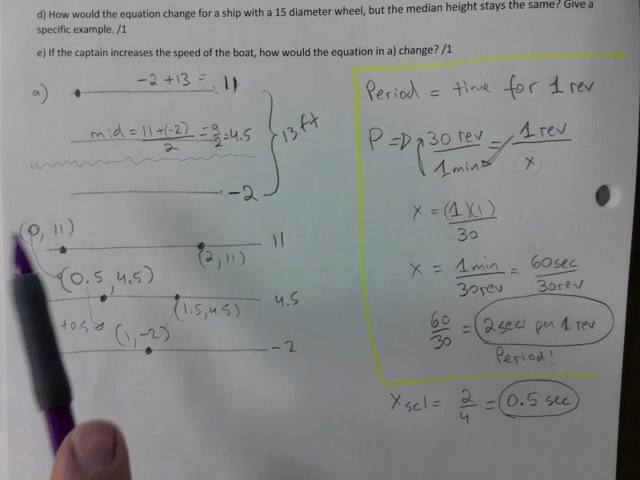 d) How would the equation change for a ship with a 15 diameter wheel, but the median height stays the same? Give a
specific example. /1
e) If the captain increases the speed of the boat, how would the equation in a) change? /1
a)
-2+13 = 11
mid = 11+(-2)/2 = 9/2 = 4.5
13 ft
-2
(0, 11)
11
(2, 11)
(0.5, 4.5)
4.5
(1.5, 4.5)
(1, -2)
-2
Period = time for 1 rev
P => 30 rev/1 min = 1 rev/x
x = (1)(1)/30
x = 1 min/30 rev = 60 sec/30 rev
60/30 = 2 sec per 1 rev
Period!
Xscl = 2/4 = 0.5 sec